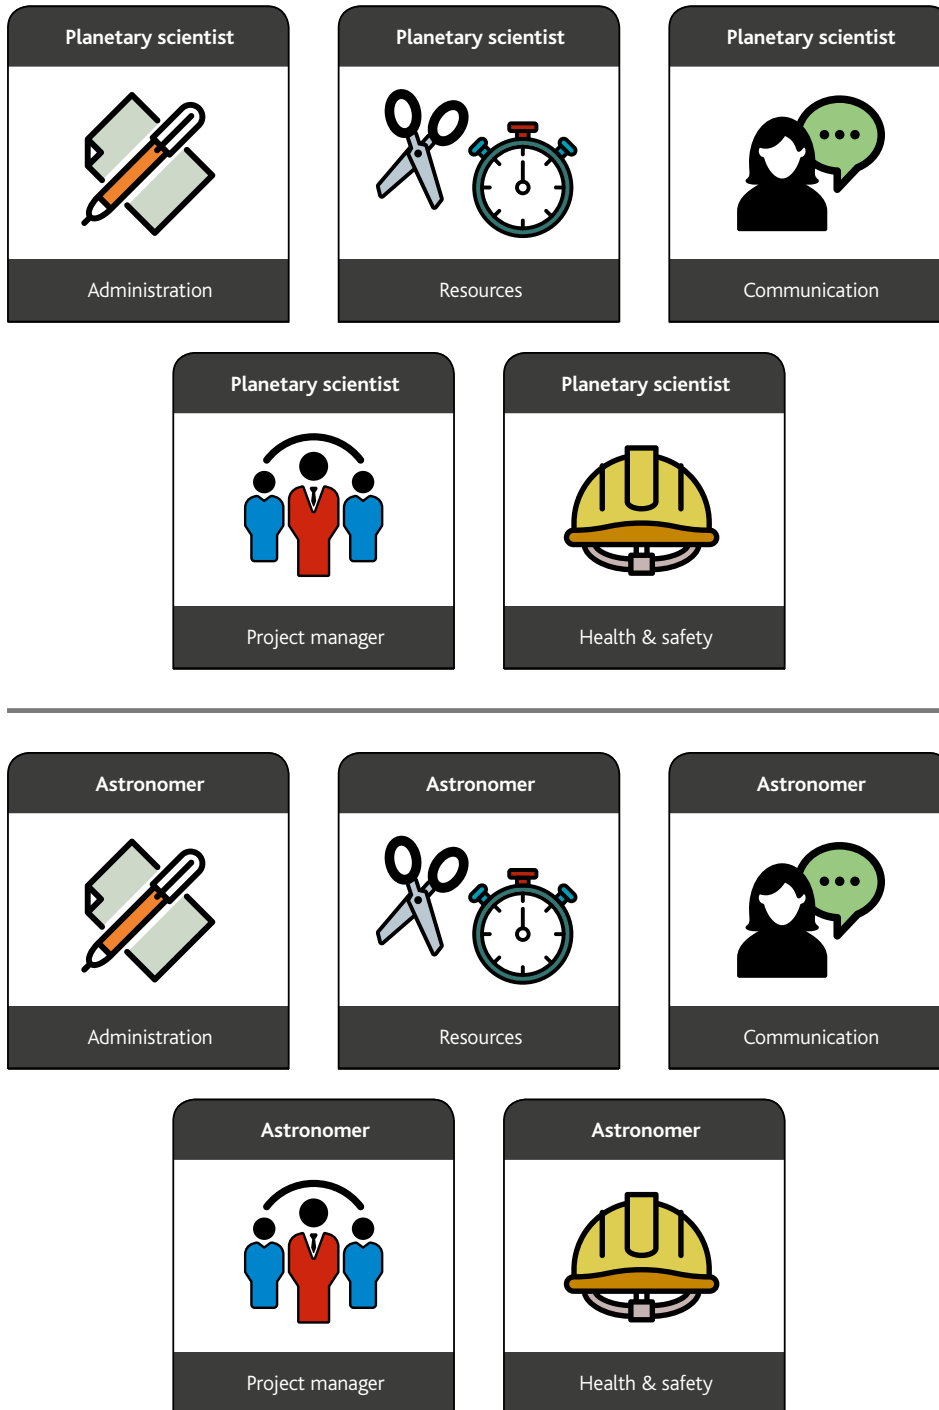 Planetary scientist
Planetary scientist
Planetary scientist
Administration
Resources
Communication
Planetary scientist
Planetary scientist
Project manager
Health & safety
Astronomer
Astronomer
Astronomer
Administration
Resources
Communication
Astronomer
Astronomer
Project manager
Health & safety